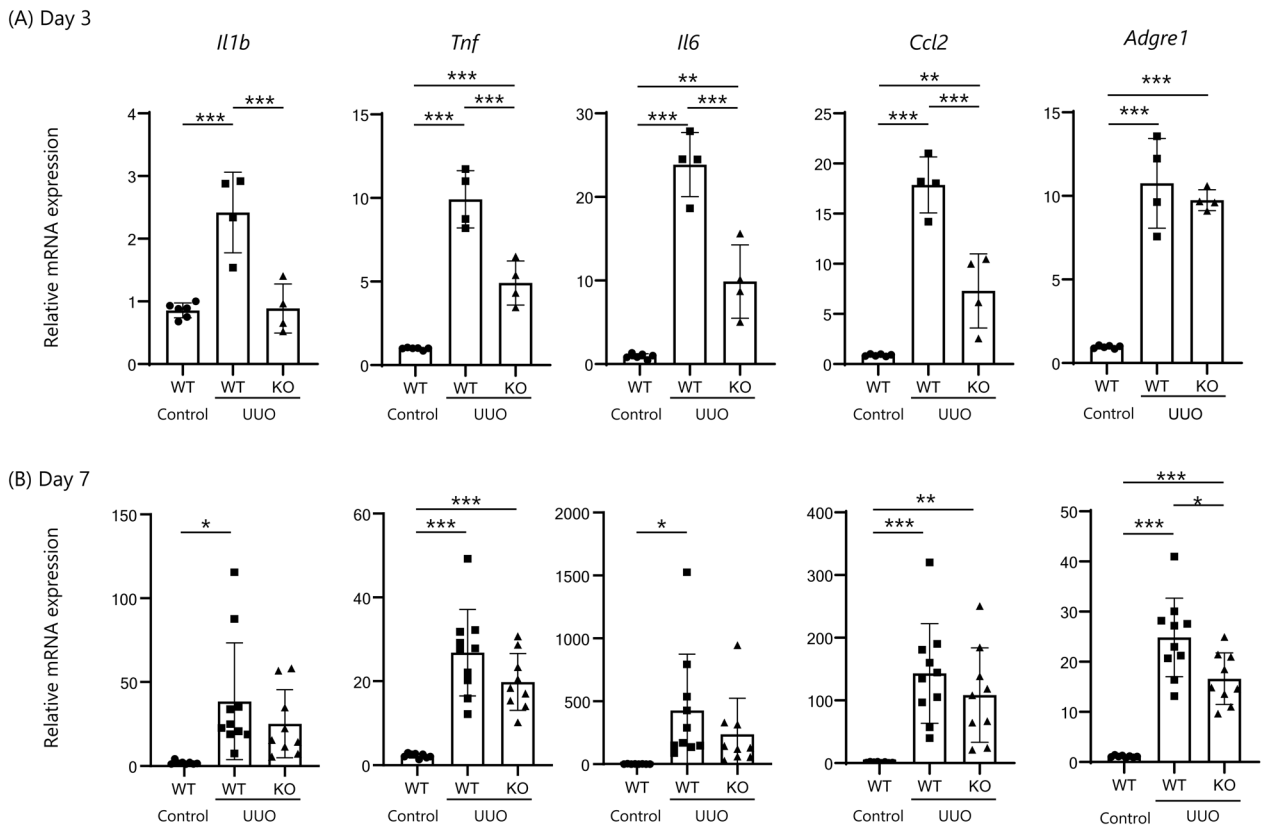 (A) Day 3
Il1b Tnf Il6 Ccl2 Adgre1
Relative mRNA expression
*** ***
4
3
2
1
0
WT WT KO
Control UUO
***
*** ***
15
10
5
0
WT WT KO
Control UUO
**
*** ***
30
20
10
0
WT WT KO
Control UUO
**
*** ***
25
20
15
10
5
0
WT WT KO
Control UUO
***
***
15
10
5
0
WT WT KO
Control UUO
(B) Day 7
Relative mRNA expression
*
150
100
50
0
WT WT KO
Control UUO
***
***
60
40
20
0
WT WT KO
Control UUO
*
2000
1500
1000
500
0
WT WT KO
Control UUO
**
***
400
300
200
100
0
WT WT KO
Control UUO
***
*
***
50
40
30
20
10
0
WT WT KO
Control UUO